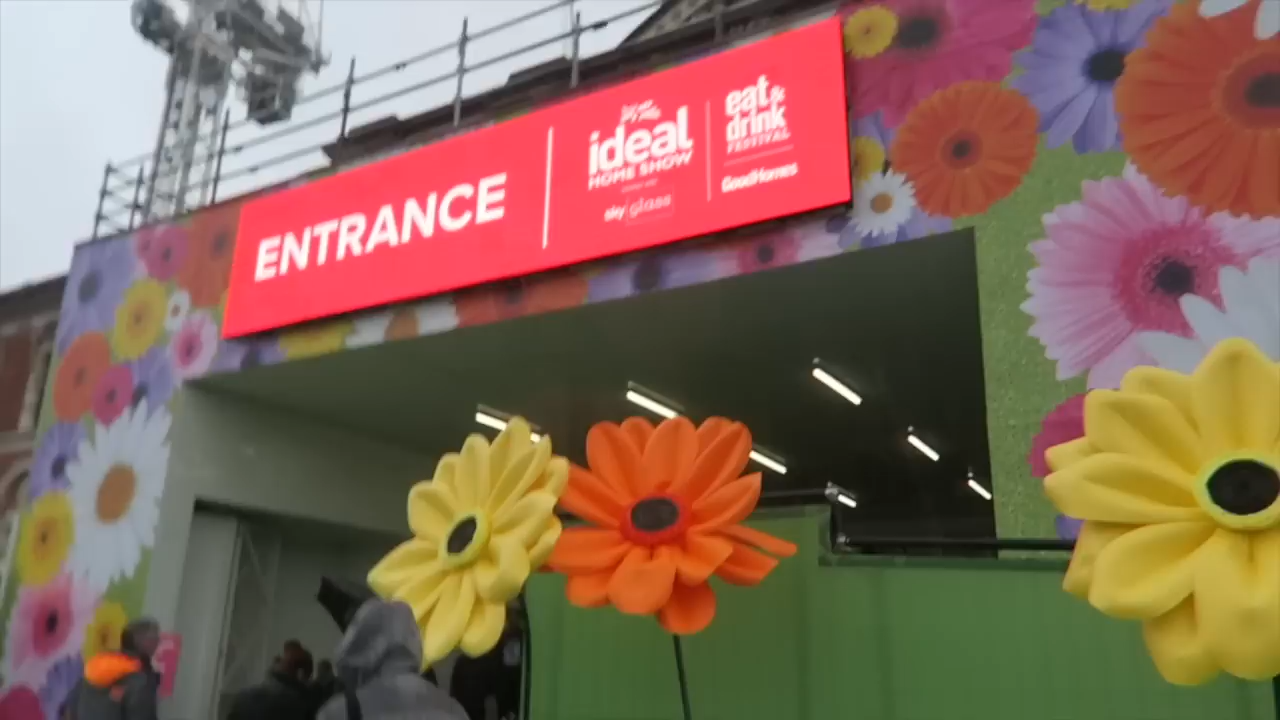 ENTRANCE
ideal
HOME SHOW
sky glass
eat&
drink
FESTIVAL
GoodHomes